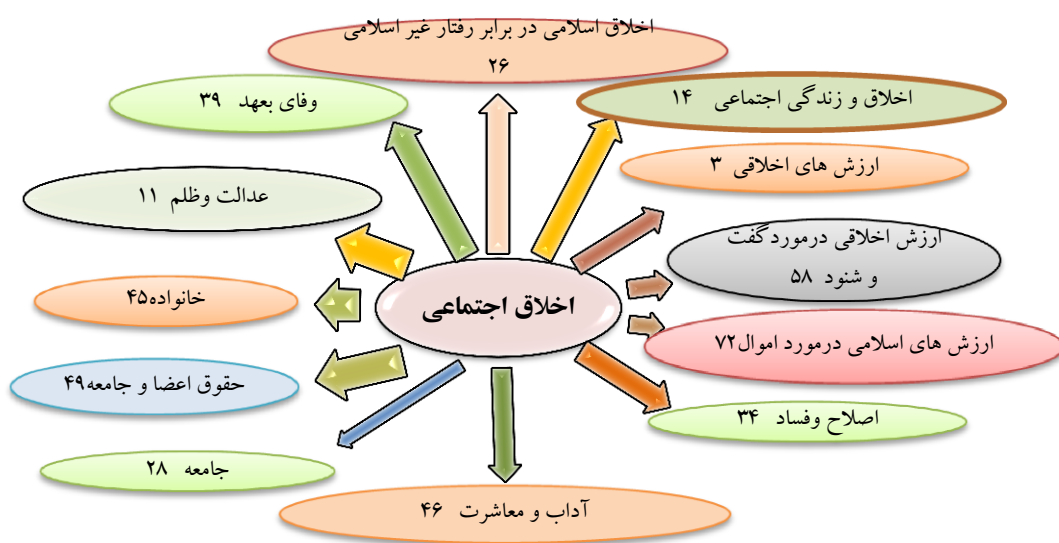 اخلاق اسلامی در برابر رفتار غیر اسلامی
۲۶
اخلاق و زندگی اجتماعی ۱۴
وفای بعهد ۳۹
ارزش های اخلاقی ۳
عدالت وظلم ۱۱
ارزش اخلاقی درموردگفت
و شنود ۵۸
خانواده۴۵
اخلاق اجتماعی
ارزش های اسلامی درمورد اموال۷۲
حقوق اعضا و جامعه۴۹
اصلاح وفساد ۳۴
جامعه ۲۸
آداب و معاشرت ۴۶